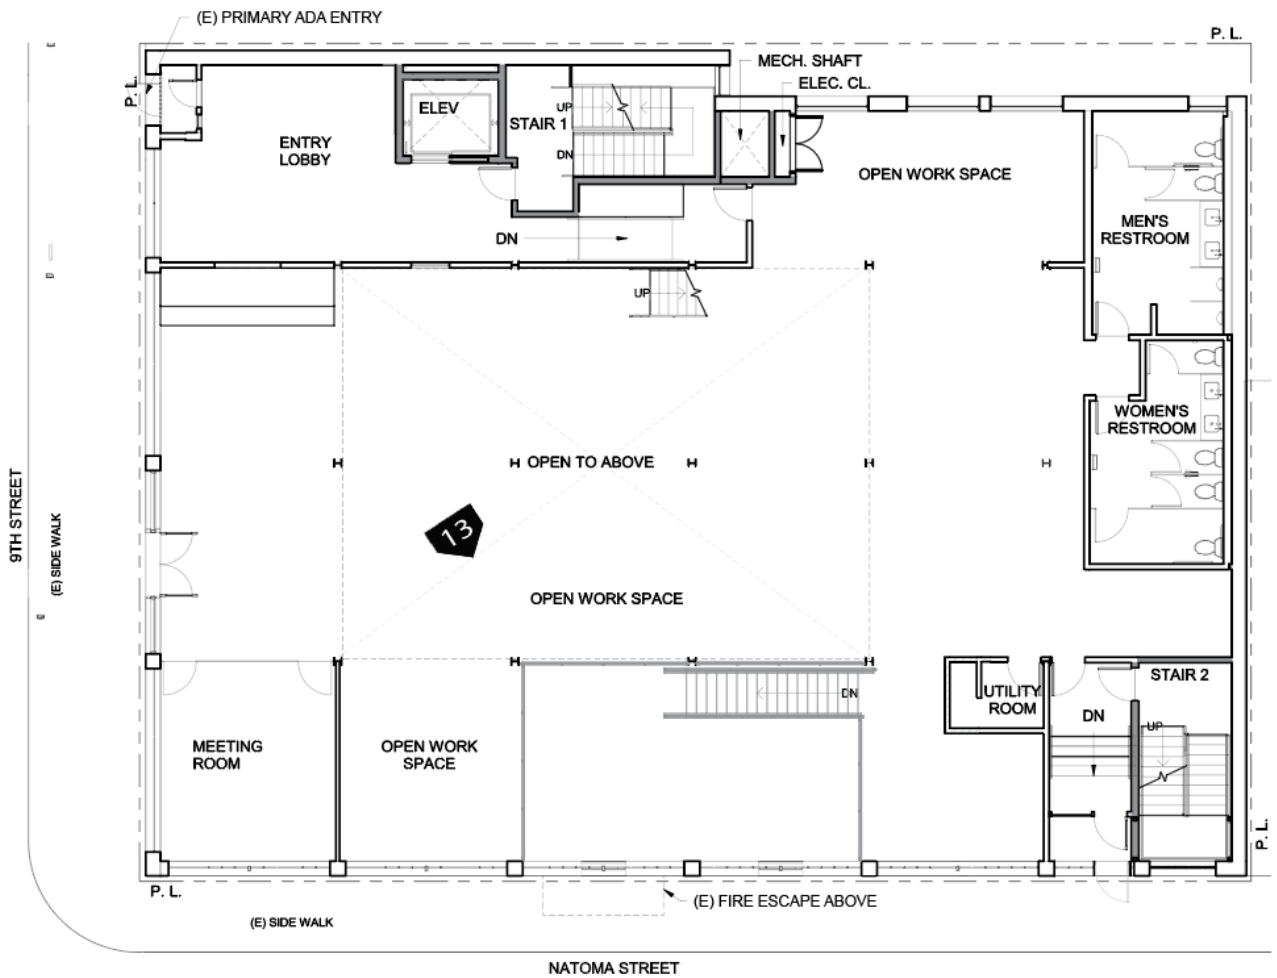 (E) PRIMARY ADA ENTRY
P. L.
P. L.
MECH. SHAFT
ELEC. CL.
ELEV
UP
STAIR 1
DN
ENTRY
LOBBY
OPEN WORK SPACE
MEN'S
RESTROOM
DN
UP
WOMEN'S
RESTROOM
OPEN TO ABOVE
9TH STREET
(E) SIDE WALK
13
OPEN WORK SPACE
STAIR 2
UTILITY
ROOM
DN
DN
UP
MEETING
ROOM
OPEN WORK
SPACE
P. L.
P. L.
(E) FIRE ESCAPE ABOVE
(E) SIDE WALK
NATOMA STREET